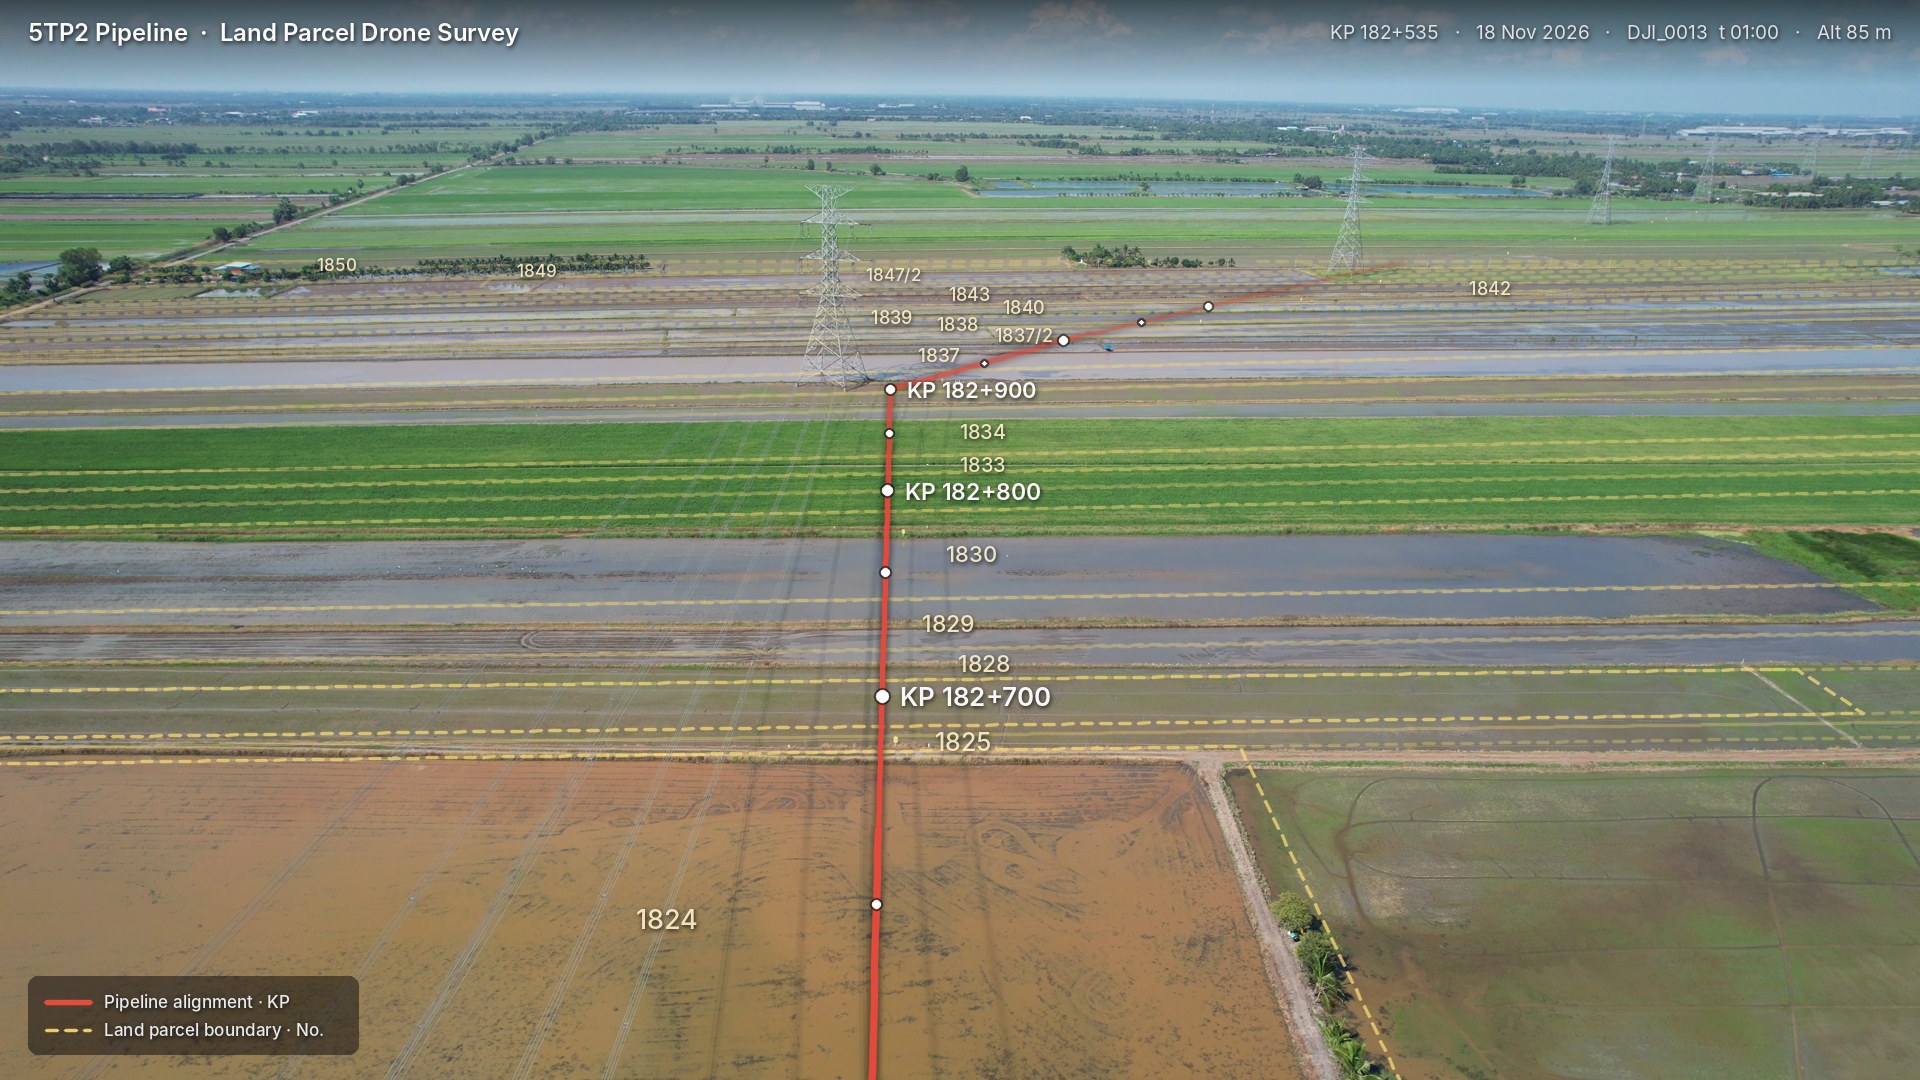 5TP2 Pipeline · Land Parcel Drone Survey
KP 182+535 · 18 Nov 2026 · DJI_0013 t 01:00 · Alt 85 m
1850
1849
1847/2
1842
1843
1840
1839
1838
1837/2
1837
KP 182+900
1834
1833
KP 182+800
1830
1829
1828
KP 182+700
1825
1824
Pipeline alignment · KP
Land parcel boundary · No.